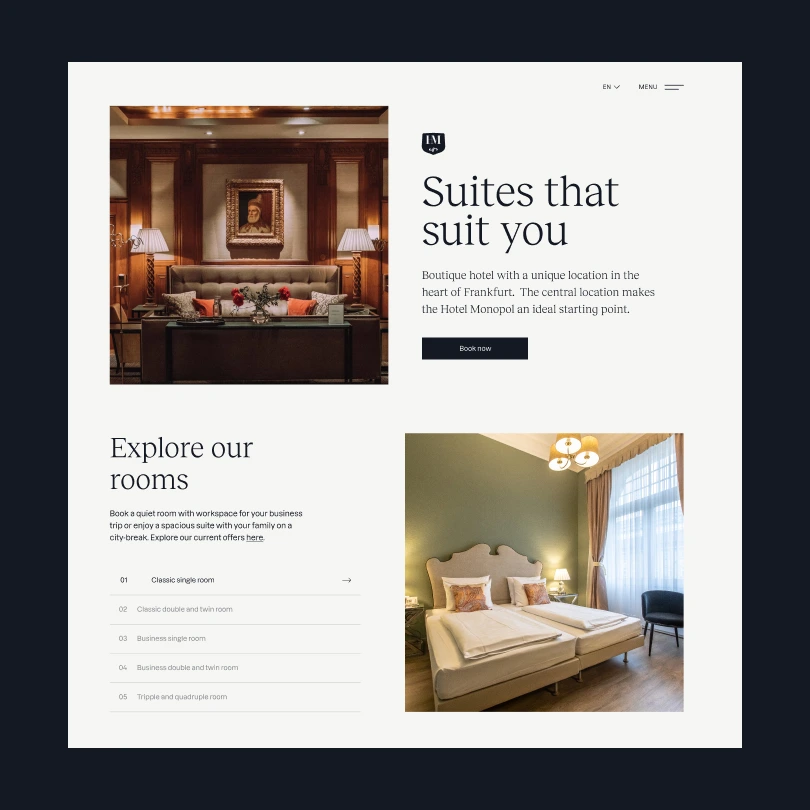 EN
MENU
LM
Suites that
suit you
Boutique hotel with a unique location in the
heart of Frankfurt.  The central location makes
the Hotel Monopol an ideal starting point.
Book now
Explore our
rooms
Book a quiet room with workspace for your business
trip or enjoy a spacious suite with your family on a
city-break. Explore our current offers here.
01 Classic single room
02 Classic double and twin room
03 Business single room
04 Business double and twin room
05 Tripple and quadruple room